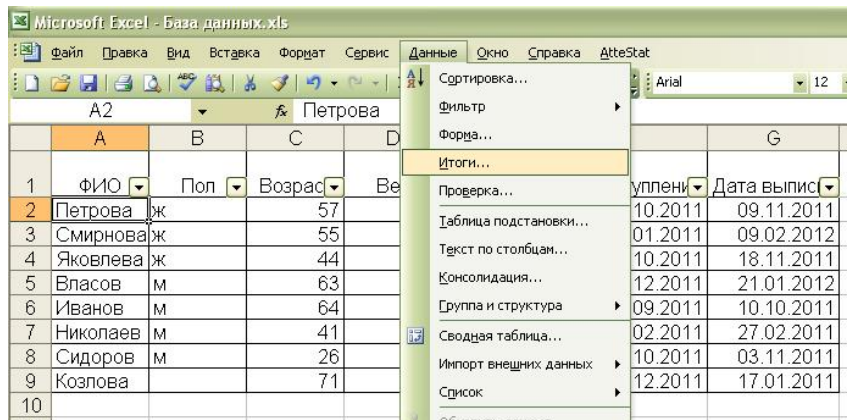 Microsoft Excel - База данных.xls
Файл Правка Вид Вставка Формат Сервис Данные Окно Справка AtteStat
Arial 12
A2 fx Петрова
A B C D G
1 ФИО Пол Возрас Ве уплени Дата выпис
2 Петрова ж 57 10.2011 09.11.2011
3 Смирнова ж 55 01.2011 09.02.2012
4 Яковлева ж 44 10.2011 18.11.2011
5 Власов м 63 12.2011 21.01.2012
6 Иванов м 64 09.2011 10.10.2011
7 Николаев м 41 02.2011 27.02.2011
8 Сидоров м 26 10.2011 03.11.2011
9 Козлова 71 12.2011 17.01.2011
10
Сортировка...
Фильтр
Форма...
Итоги...
Проверка...
Таблица подстановки...
Текст по столбцам...
Консолидация...
Группа и структура
Сводная таблица...
Импорт внешних данных
Список